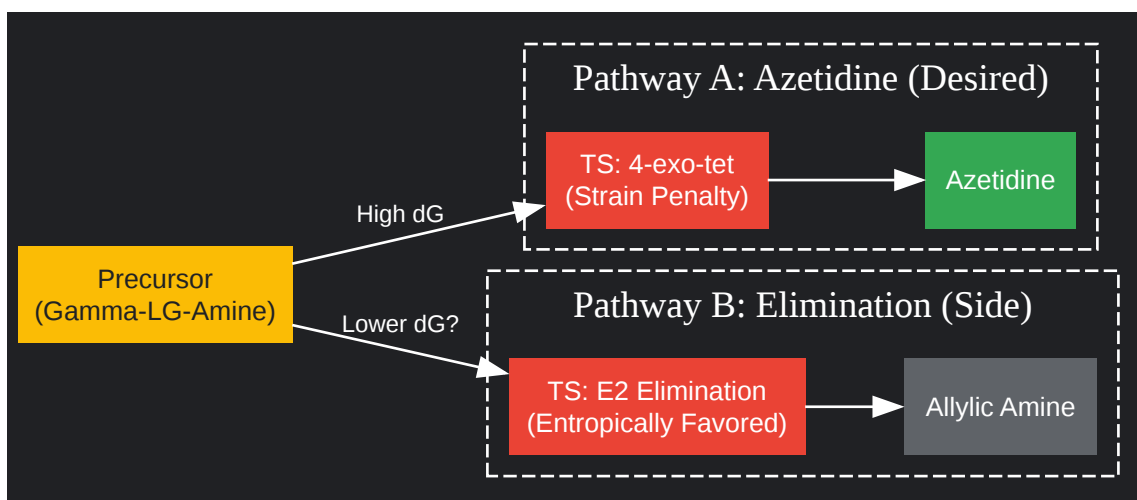 Pathway A: Azetidine (Desired)
TS: 4-exo-tet
(Strain Penalty)
Azetidine
High dG
Precursor
(Gamma-LG-Amine)
Lower dG?
Pathway B: Elimination (Side)
TS: E2 Elimination
(Entropically Favored)
Allylic Amine